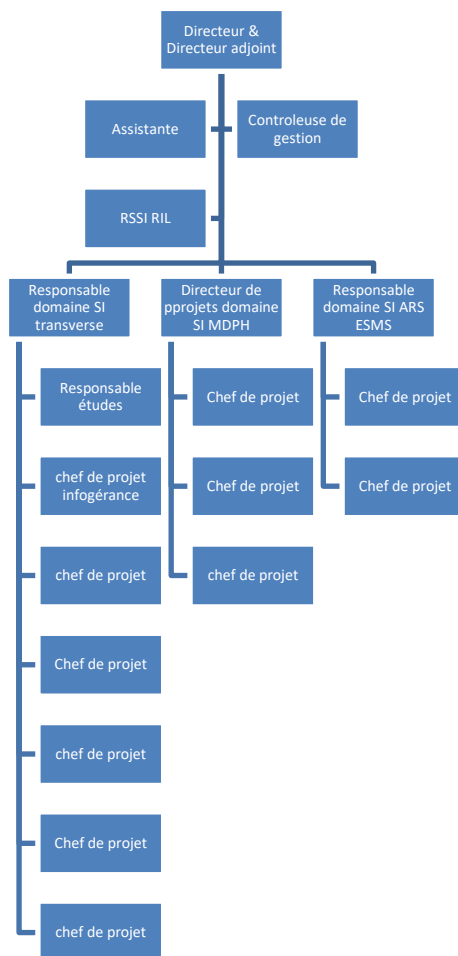 Directeur &
Directeur adjoint
Assistante
Controleuse de
gestion
RSSI RIL
Responsable
domaine SI
transverse
Directeur de
pprojets domaine
SI MDPH
Responsable
domaine SI ARS
ESMS
Responsable
études
chef de projet
infogérance
chef de projet
Chef de projet
chef de projet
Chef de projet
chef de projet
Chef de projet
Chef de projet
chef de projet
Chef de projet
Chef de projet